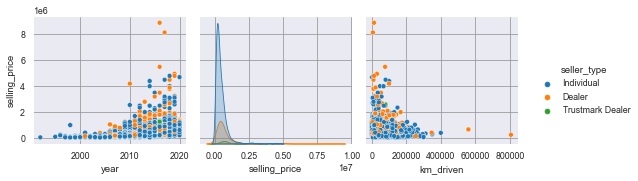 1e6
8
6
4
2
0
selling_price
2000 2010 2020
year
0.00 0.25 0.50 0.75 1.00
1e7
selling_price
0 200000 400000 600000 800000
km_driven
seller_type
Individual
Dealer
Trustmark Dealer